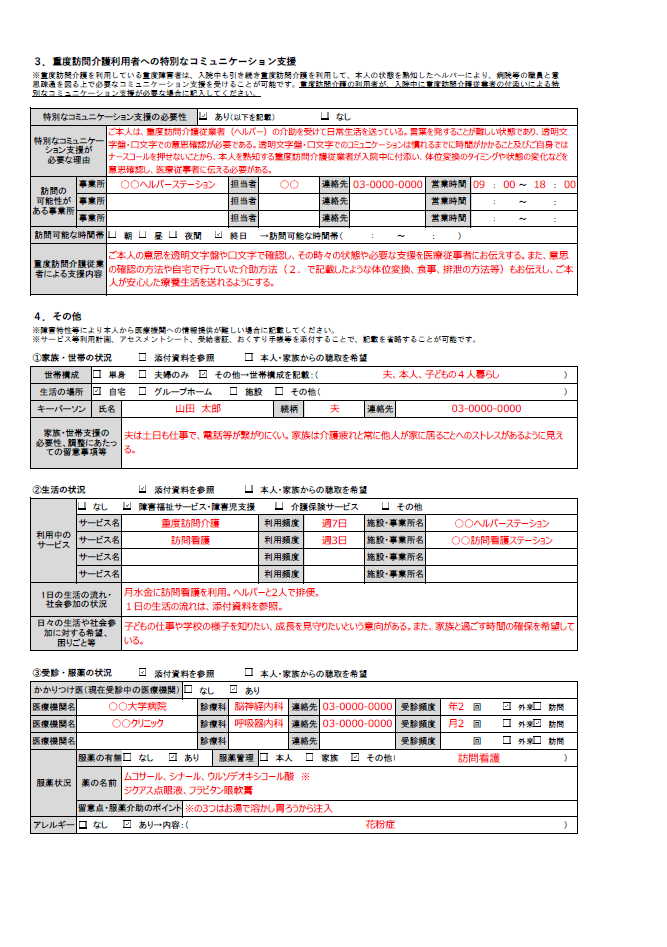 ３．重度訪問介護利用者への特別なコミュニケーション支援
※重度訪問介護を利用している重度障害者は、入院中も引き続き重度訪問介護を利用して、本人の状態を熟知したヘルパーにより、病院等の職員と意
思疎通を図る上で必要なコミュニケーション支援を受けることが可能です。重度訪問介護の利用者が、入院中に重度訪問介護従業者の付添いによる特
別なコミュニケーション支援が必要な場合に記入してください。
特別なコミュニケーション支援の必要性 ☑ あり(以下を記載) □ なし
特別なコミュニケー
ション支援が
必要な理由
ご本人は、重度訪問介護従業者（ヘルパー）の介助を受けて日常生活を送っている。言葉を発することが難しい状態であり、透明文
字盤・口文字での意思確認が必要である。透明文字盤・口文字でのコミュニケーションは慣れるまでに時間がかかること及びご自身では
ナースコールを押せないことから、本人を熟知する重度訪問介護従業者が入院中に付添い、体位変換のタイミングや状態の変化などを
意思確認し、医療従事者に伝える必要がある。
訪問の
可能性が
ある事業所
事業所 〇〇ヘルパーステーション 担当者 〇〇 連絡先 03-0000-0000 営業時間 09 : 00 ～ 18 : 00
事業所 担当者 連絡先 営業時間 : ～ :
事業所 担当者 連絡先 営業時間 : ～ :
訪問可能な時間帯 □ 朝 □ 昼 □ 夜間 ☑ 終日 →訪問可能な時間帯( : ～ : )
重度訪問介護従業
者による支援内容
ご本人の意思を透明文字盤や口文字で確認し、その時々の状態や必要な支援を医療従事者にお伝えする。また、意思
の確認の方法や自宅で行っていた介助方法（２．で記載したような体位変換、食事、排泄の方法等）もお伝えし、ご本
人が安心した療養生活を送れるようにする。
４．その他
※障害特性等により本人から医療機関への情報提供が難しい場合に記載してください。
※サービス等利用計画、アセスメントシート、受給者証、おくすり手帳等を添付することで、記載を省略することが可能です。
①家族・世帯の状況 □ 添付資料を参照 □ 本人・家族からの聴取を希望
世帯構成 □ 単身 □ 夫婦のみ ☑ その他→世帯構成を記載:( 夫、本人、子どもの４人暮らし )
生活の場所 ☑ 自宅 □ グループホーム □ 施設 □ その他( )
キーパーソン 氏名 山田 太郎 続柄 夫 連絡先 03-0000-0000
家族・世帯支援の
必要性、調整にあたっ
ての留意事項等
夫は土日も仕事で、電話等が繋がりにくい。家族は介護疲れと常に他人が家に居ることへのストレスがあるように見え
る。
②生活の状況 ☑ 添付資料を参照 □ 本人・家族からの聴取を希望
利用中の
サービス
□ なし ☑ 障害福祉サービス・障害児支援 □ 介護保険サービス □ その他
サービス名 重度訪問介護 利用頻度 週7日 施設・事業所名 〇〇ヘルパーステーション
サービス名 訪問看護 利用頻度 週3日 施設・事業所名 〇〇訪問看護ステーション
サービス名 利用頻度 施設・事業所名
サービス名 利用頻度 施設・事業所名
1日の生活の流れ・
社会参加の状況
月水金に訪問看護を利用。ヘルパーと2人で排便。
１日の生活の流れは、添付資料を参照。
日々の生活や社会参
加に対する希望、
困りごと等
子どもの仕事や学校の様子を知りたい、成長を見守りたいという意向がある。また、家族と過ごす時間の確保を希望して
いる。
③受診・服薬の状況 ☑ 添付資料を参照 □ 本人・家族からの聴取を希望
かかりつけ医(現在受診中の医療機関) □ なし ☑ あり
医療機関名 〇〇大学病院 診療科 脳神経内科 連絡先 03-0000-0000 受診頻度 年2 回 ☑ 外来 □ 訪問
医療機関名 〇〇クリニック 診療科 呼吸器内科 連絡先 03-0000-0000 受診頻度 月2 回 □ 外来 ☑ 訪問
医療機関名 診療科 連絡先 受診頻度 回 □ 外来 □ 訪問
服薬状況
服薬の有無 □ なし ☑ あり 服薬管理 □ 本人 □ 家族 ☑ その他( 訪問看護 )
薬の名前
ムコサール、シナール、ウルソデオキシコール酸 ※
ジクアス点眼液、フラビタン眼軟膏
留意点・服薬介助のポイント ※の3つはお湯で溶かし胃ろうから注入
アレルギー □ なし ☑ あり→内容:( 花粉症 )